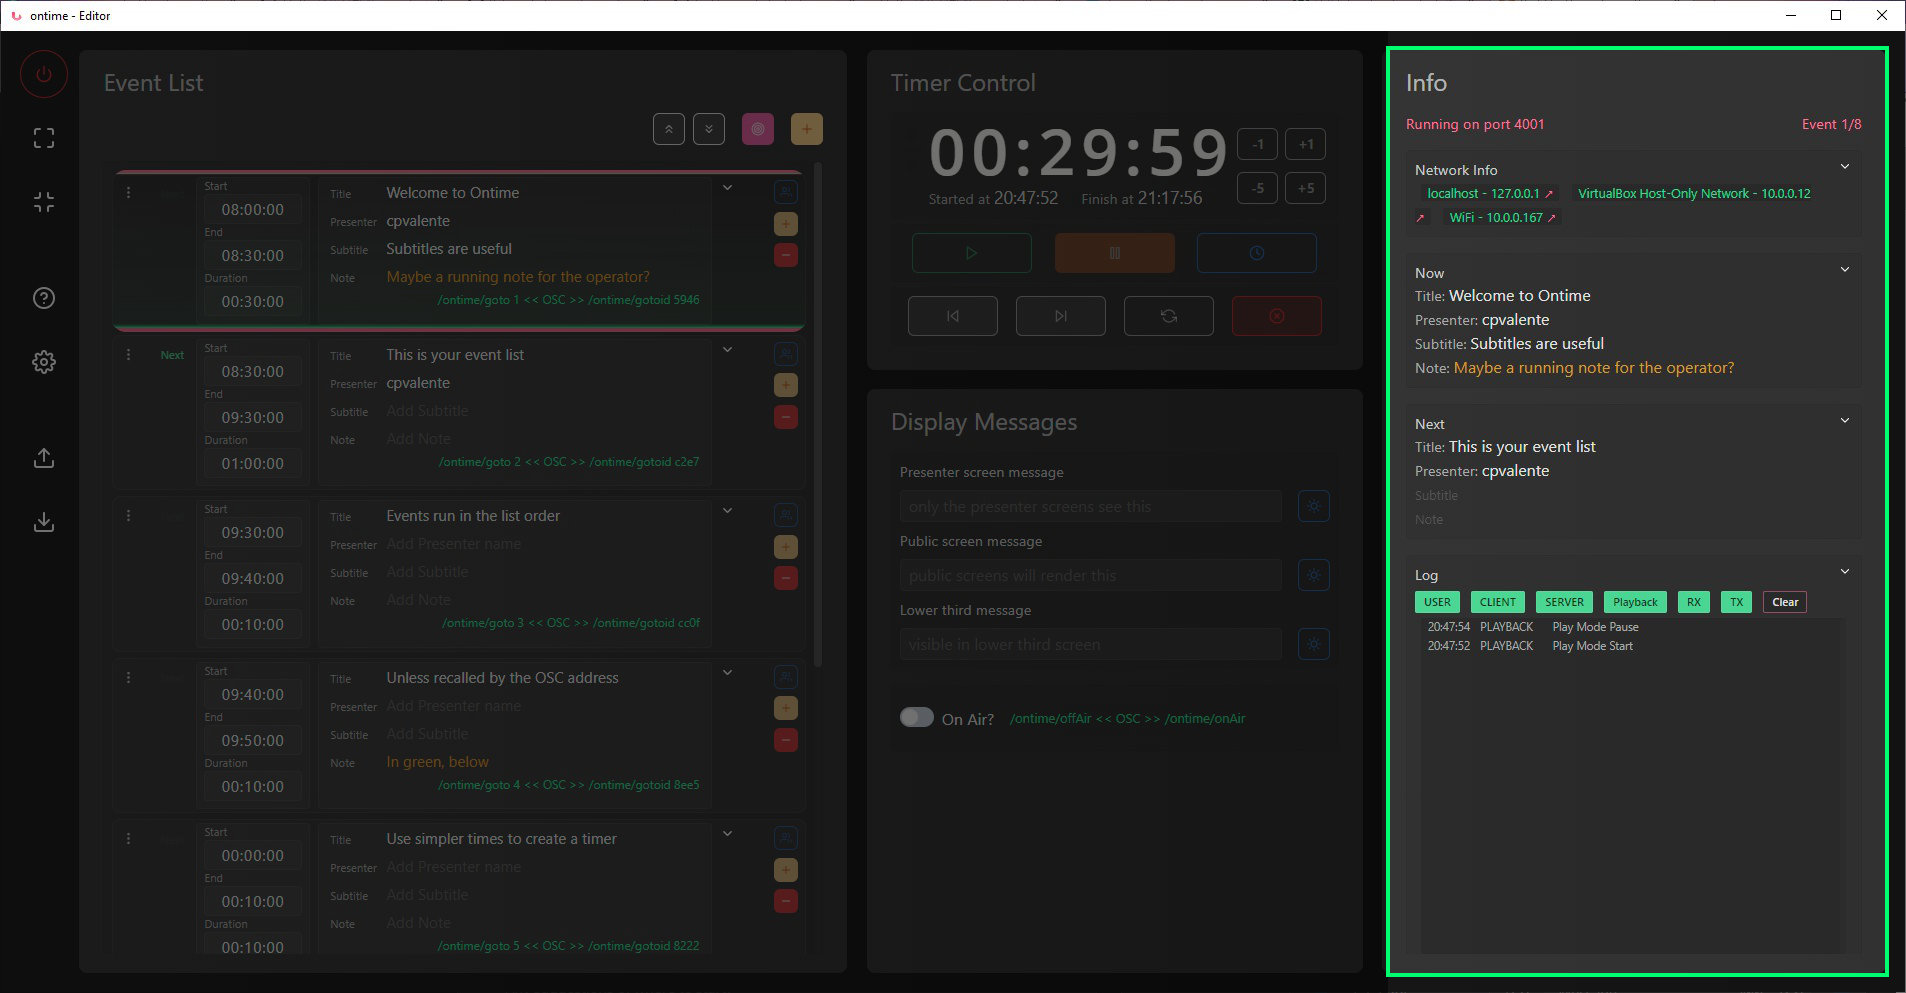 ontime - Editor
Event List
Start
08:00:00
End
08:30:00
Duration
00:30:00
Title Welcome to Ontime
Presenter cpvalente
Subtitle Subtitles are useful
Note Maybe a running note for the operator?
/ontime/goto 1 << OSC >> /ontime/gotoid 5946
Next
Start
08:30:00
End
09:30:00
Duration
01:00:00
Title This is your event list
Presenter cpvalente
Subtitle Add Subtitle
Note Add Note
/ontime/goto 2 << OSC >> /ontime/gotoid c2e7
Start
09:30:00
End
09:40:00
Duration
00:10:00
Title Events run in the list order
Presenter Add Presenter name
Subtitle Add Subtitle
Note Add Note
/ontime/goto 3 << OSC >> /ontime/gotoid cc0f
Start
09:40:00
End
09:50:00
Duration
00:10:00
Title Unless recalled by the OSC address
Presenter Add Presenter name
Subtitle Add Subtitle
Note In green, below
/ontime/goto 4 << OSC >> /ontime/gotoid 8ee5
Start
00:00:00
End
00:10:00
Duration
00:10:00
Title Use simpler times to create a timer
Presenter Add Presenter name
Subtitle Add Subtitle
Note Add Note
/ontime/goto 5 << OSC >> /ontime/gotoid 8222
Timer Control
00:29:59
-1 +1
-5 +5
Started at 20:47:52 Finish at 21:17:56
Display Messages
Presenter screen message
only the presenter screens see this
Public screen message
public screens will render this
Lower third message
visible in lower third screen
On Air? /ontime/offAir << OSC >> /ontime/onAir
Info
Running on port 4001 Event 1/8
Network Info
localhost - 127.0.0.1 ↗ VirtualBox Host-Only Network - 10.0.0.12
↗ WiFi - 10.0.0.167 ↗
Now
Title: Welcome to Ontime
Presenter: cpvalente
Subtitle: Subtitles are useful
Note: Maybe a running note for the operator?
Next
Title: This is your event list
Presenter: cpvalente
Subtitle
Note
Log
USER CLIENT SERVER Playback RX TX Clear
20:47:54 PLAYBACK Play Mode Pause
20:47:52 PLAYBACK Play Mode Start